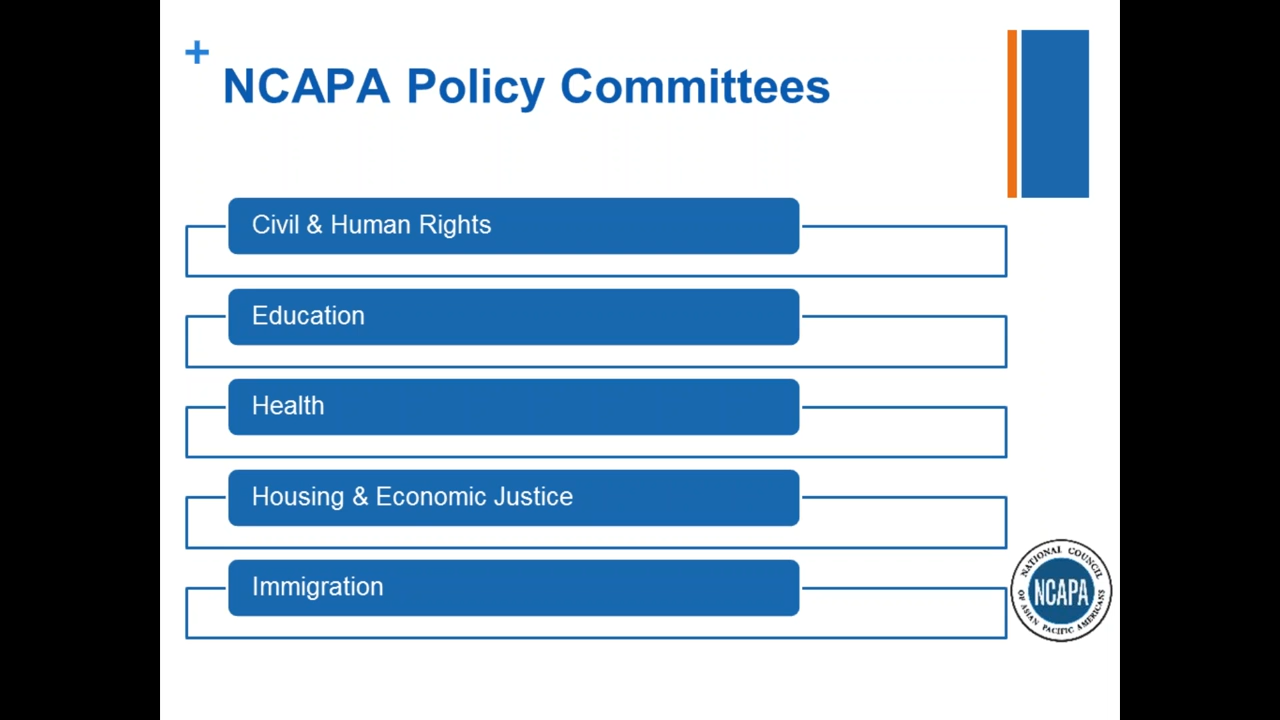 +
NCAPA Policy Committees
Civil & Human Rights
Education
Health
Housing & Economic Justice
Immigration
NATIONAL COUNCIL
NCAPA
OF ASIAN PACIFIC AMERICANS